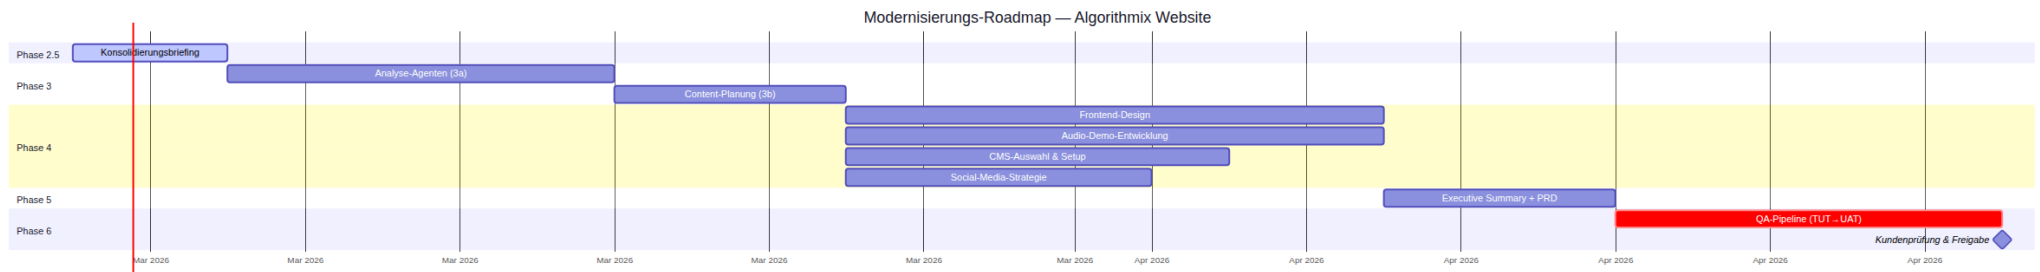 Modernisierungs-Roadmap — Algorithmix Website
Phase 2.5
Konsolidierungsbriefing
Phase 3
Analyse-Agenten (3a)
Content-Planung (3b)
Phase 4
Frontend-Design
Audio-Demo-Entwicklung
CMS-Auswahl & Setup
Social-Media-Strategie
Phase 5
Executive Summary + PRD
Phase 6
QA-Pipeline (TUT→UAT)
Kundenprüfung & Freigabe
Mar 2026 Mar 2026 Mar 2026 Mar 2026 Mar 2026 Mar 2026 Mar 2026 Apr 2026 Apr 2026 Apr 2026 Apr 2026 Apr 2026 Apr 2026